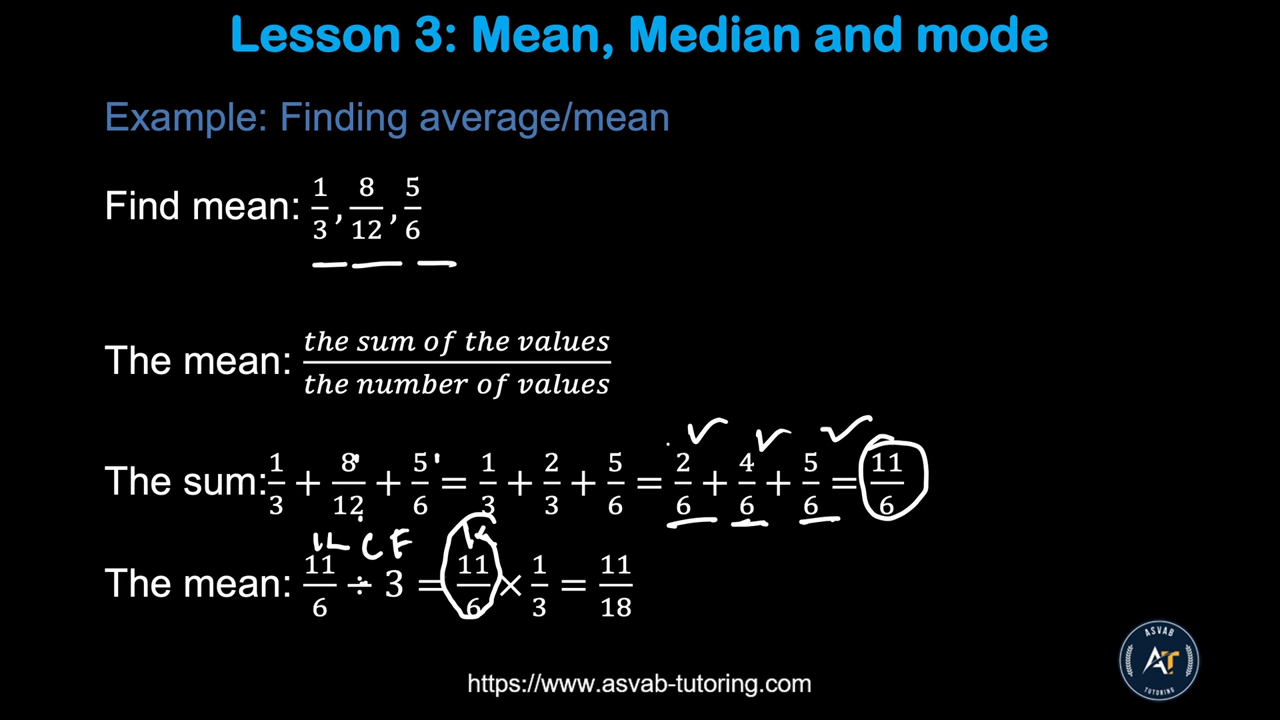 Lesson 3: Mean, Median and mode
Example: Finding average/mean
Find mean: 1/3, 8/12, 5/6
The mean: the sum of the values / the number of values
The sum: 1/3 + 8/12 + 5/6 = 1/3 + 2/3 + 5/6 = 2/6 + 4/6 + 5/6 = 11/6
CF
The mean: 11/6 ÷ 3 = 11/6 × 1/3 = 11/18
ASVAB
AT
TUTORING
https://www.asvab-tutoring.com